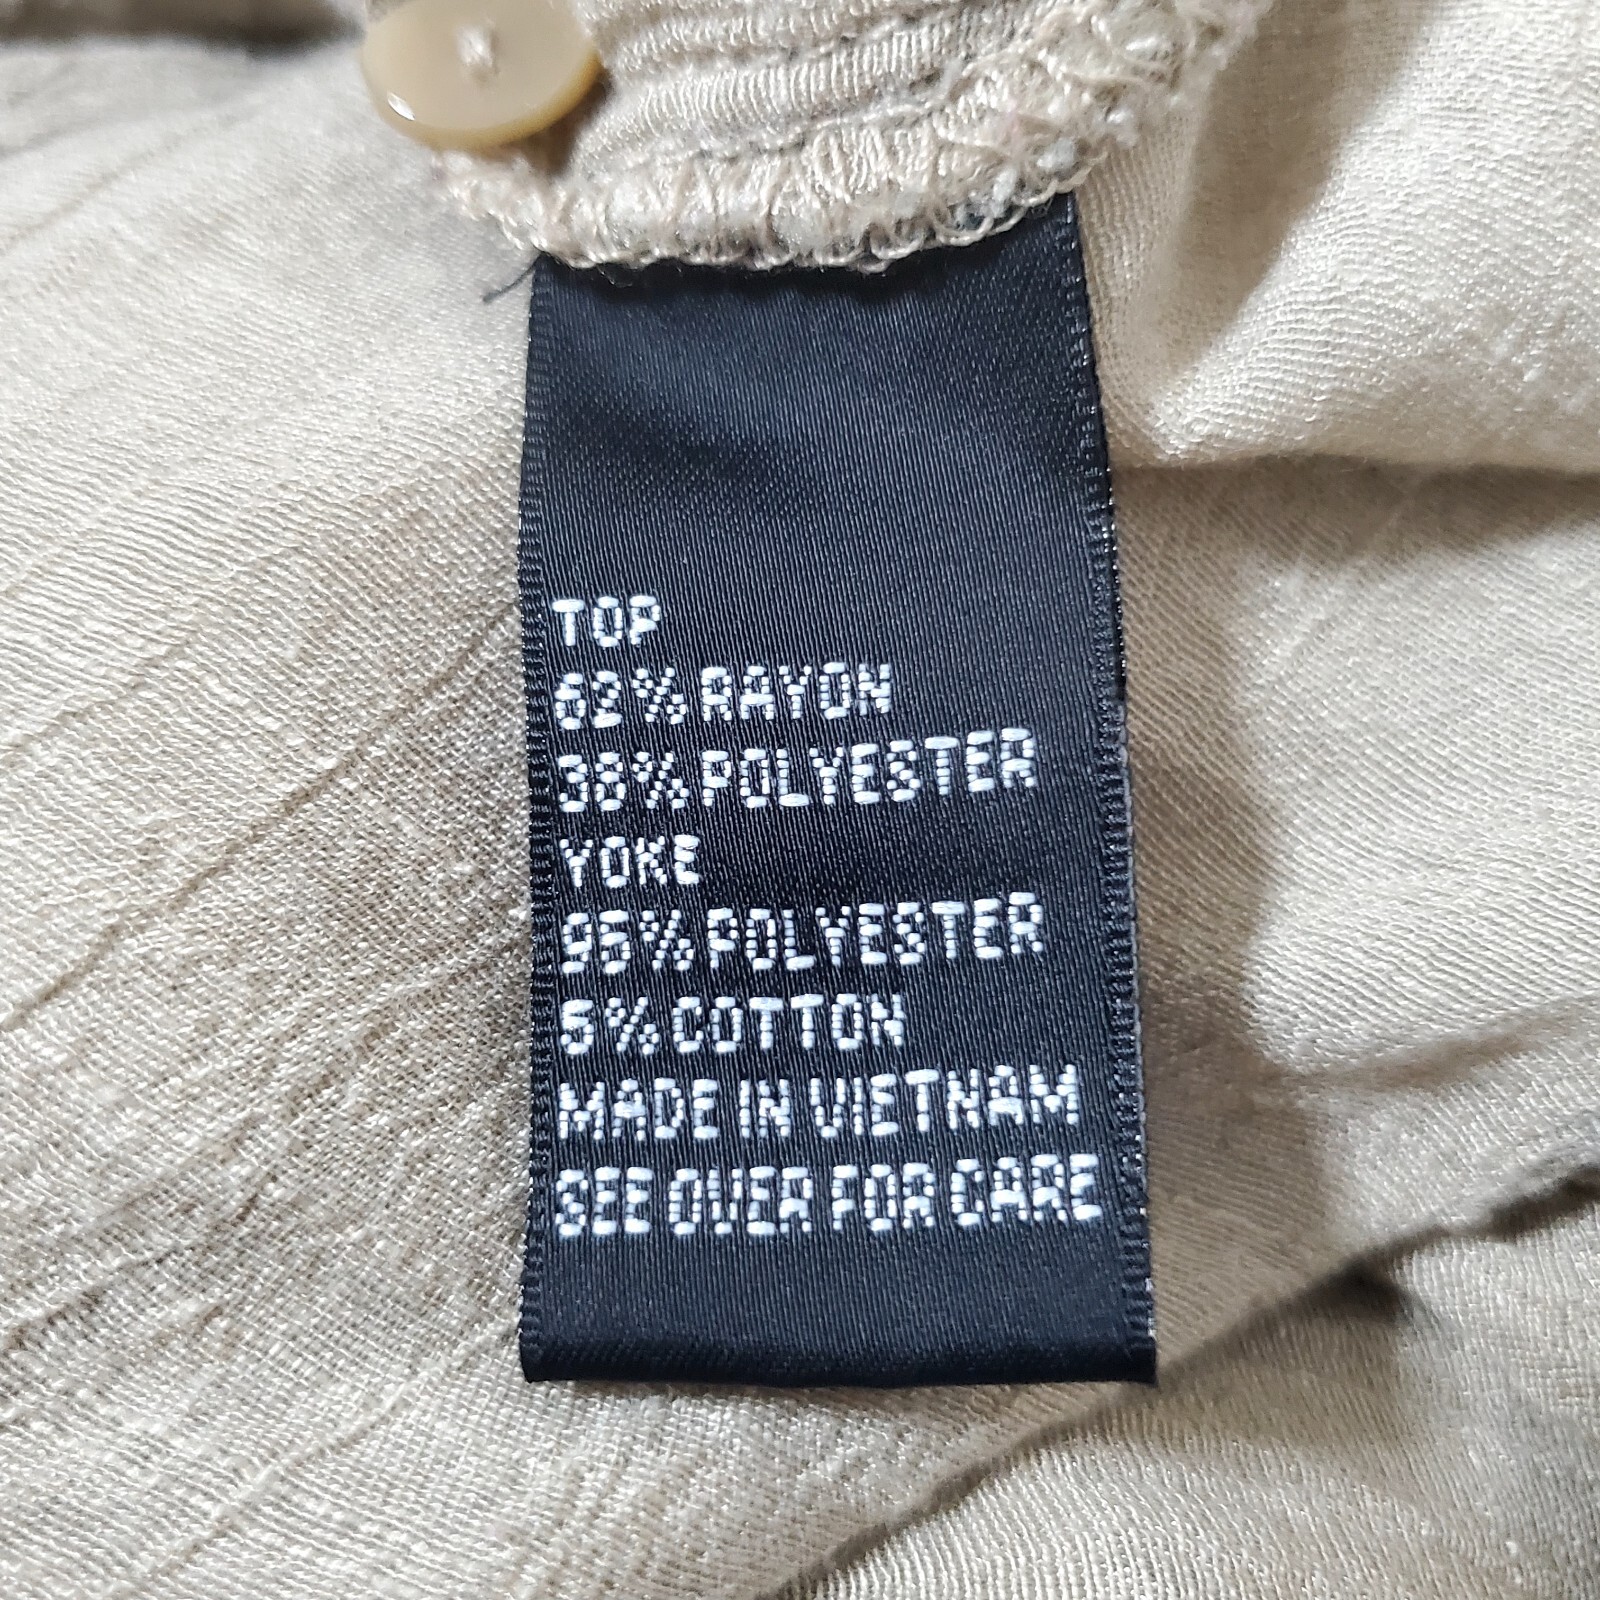 TOP
62% RAYON
38% POLYESTER
YOKE
95% POLYESTER
5% COTTON
MADE IN VIETNAM
SEE OVER FOR CARE